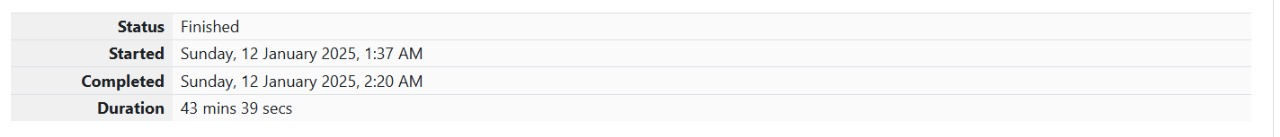 Status Finished
Started Sunday, 12 January 2025, 1:37 AM
Completed Sunday, 12 January 2025, 2:20 AM
Duration 43 mins 39 secs